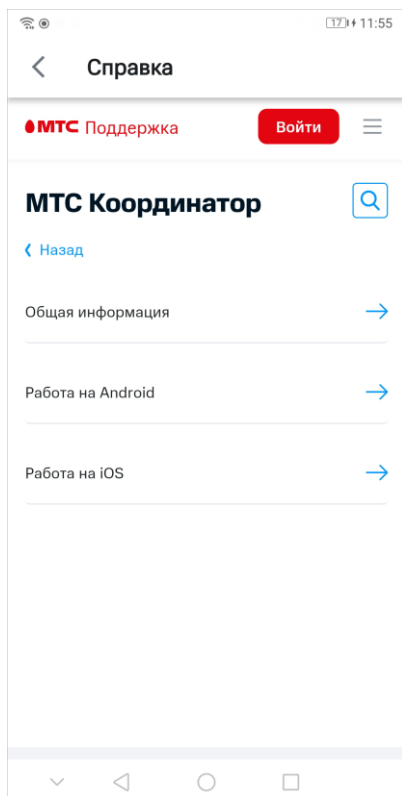 17 11:55
Справка
МТС Поддержка
Войти
МТС Координатор
Назад
Общая информация
Работа на Android
Работа на iOS